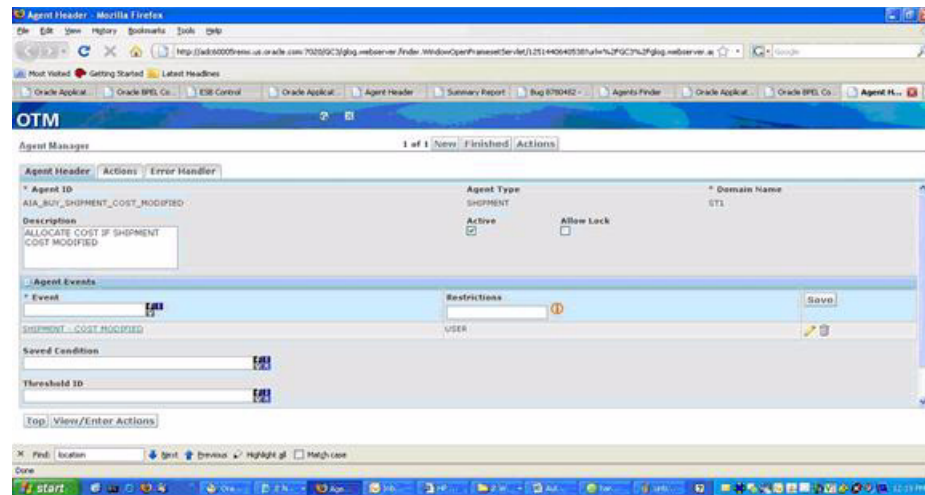 Agent Header - Mozilla Firefox
File Edit View History Bookmarks Tools Help
Most Visited Getting Started Latest Headlines
Oracle Applicat... Oracle BPEL Co... ESB Control Oracle Applicat... Agent Header Summary Report Bug 8780482 - ... Agents Finder Oracle Applicat... Oracle BPEL Co... Agent H...
OTM
Agent Manager 1 of 1 New Finished Actions
Agent Header Actions Error Handler
* Agent ID Agent Type * Domain Name
AIA_BUY_SHIPMENT_COST_MODIFIED SHIPMENT ST1
Description Active Allow Lock
ALLOCATE COST IF SHIPMENT
COST MODIFIED
Agent Events
* Event Restrictions Save
SHIPMENT - COST MODIFIED USER
Saved Condition
Threshold ID
Top View/Enter Actions
Find: location Next Previous Highlight all Match case
Done
start